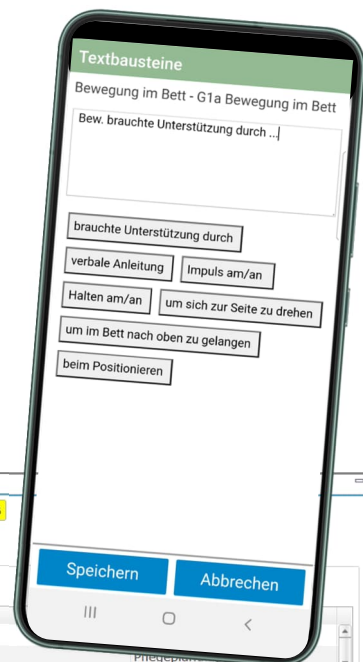 Textbausteine
Bewegung im Bett - G1a Bewegung im Bett
Bew. brauchte Unterstützung durch ...
brauchte Unterstützung durch
verbale Anleitung Impuls am/an
Halten am/an um sich zur Seite zu drehen
um im Bett nach oben zu gelangen
beim Positionieren
Speichern Abbrechen